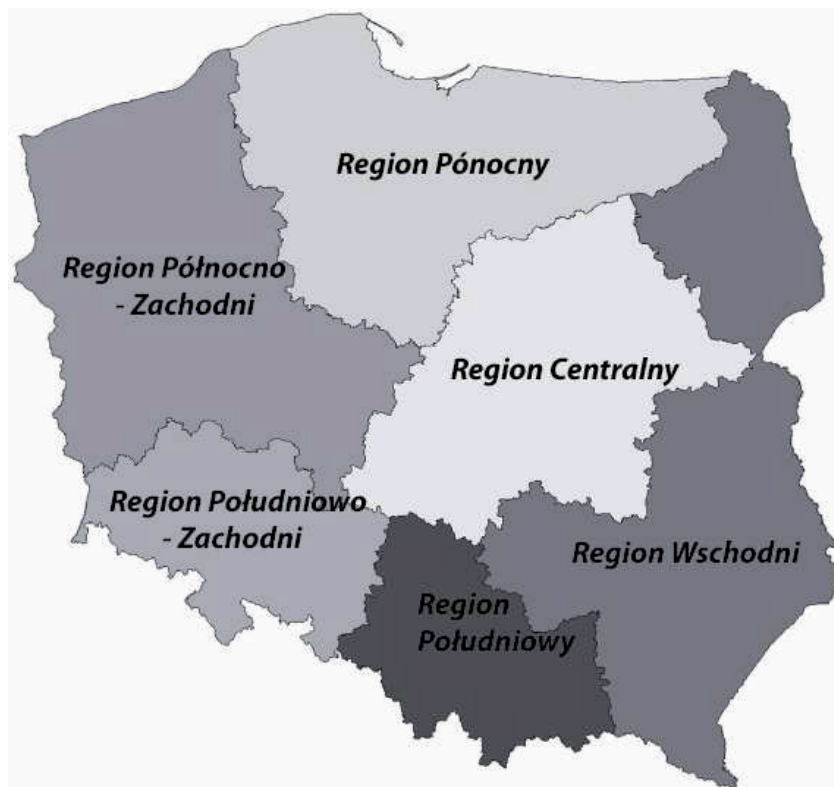 Region Pónocny
Region Północno
- Zachodni
Region Centralny
Region Południowo
- Zachodni
Region Wschodni
Region
Południowy